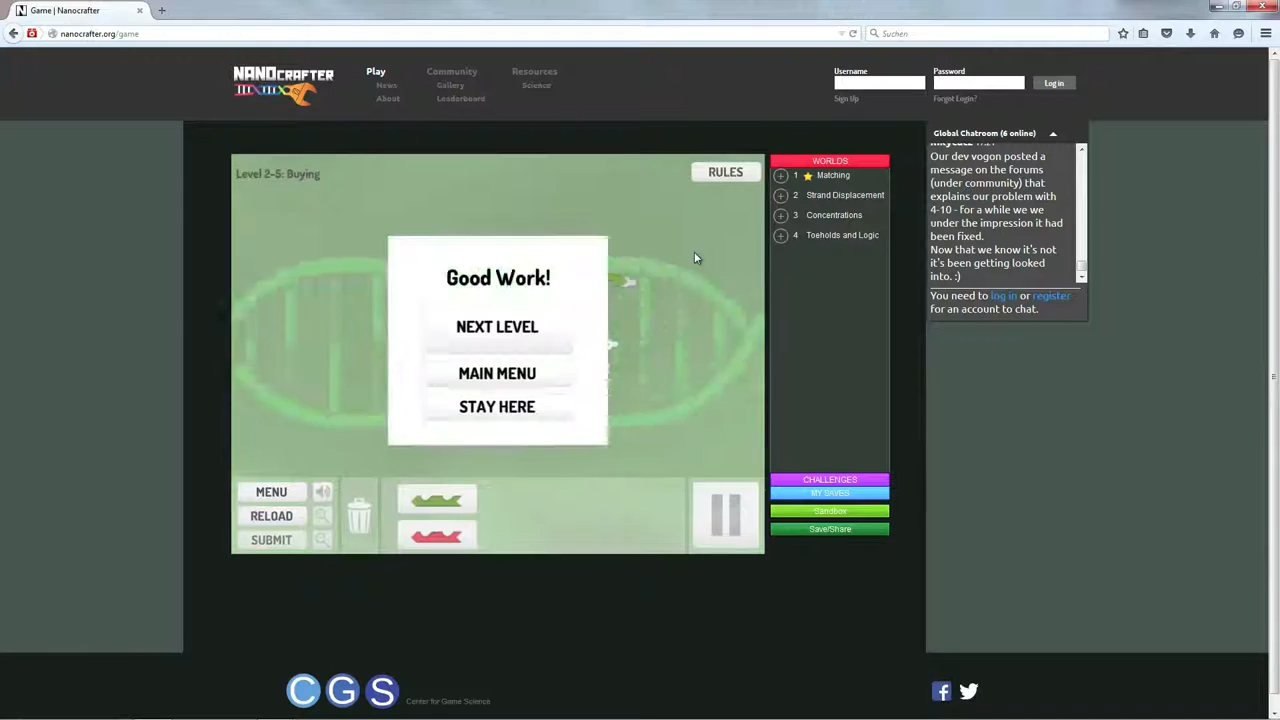 Game | Nanocrafter
nanocrafter.org/game
Suchen
NANOCRAFTER
Play
News
About
Community
Gallery
Leaderboard
Resources
Science
Username
Password
Log in
Sign Up
Forgot Login?
Level 2-5: Buying
RULES
Good Work!
NEXT LEVEL
MAIN MENU
STAY HERE
MENU
RELOAD
SUBMIT
WORLDS
1 Matching
2 Strand Displacement
3 Concentrations
4 Toeholds and Logic
CHALLENGES
MY SAVES
Sandbox
Save/Share
Global Chatroom (6 online)
Our dev vogon posted a
message on the forums
(under community) that
explains our problem with
4-10 - for a while we we
under the impression it had
been fixed.
Now that we know it's not
it's been getting looked
into. :)
You need to log in or register
for an account to chat.
C G S
Center for Game Science